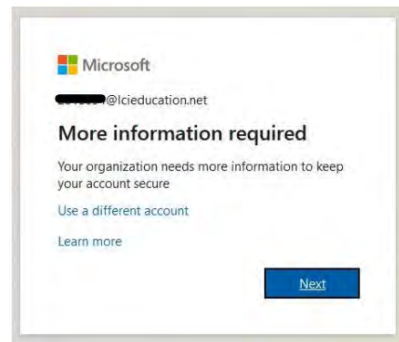 Microsoft
@lcieducation.net
More information required
Your organization needs more information to keep
your account secure
Use a different account
Learn more
Next